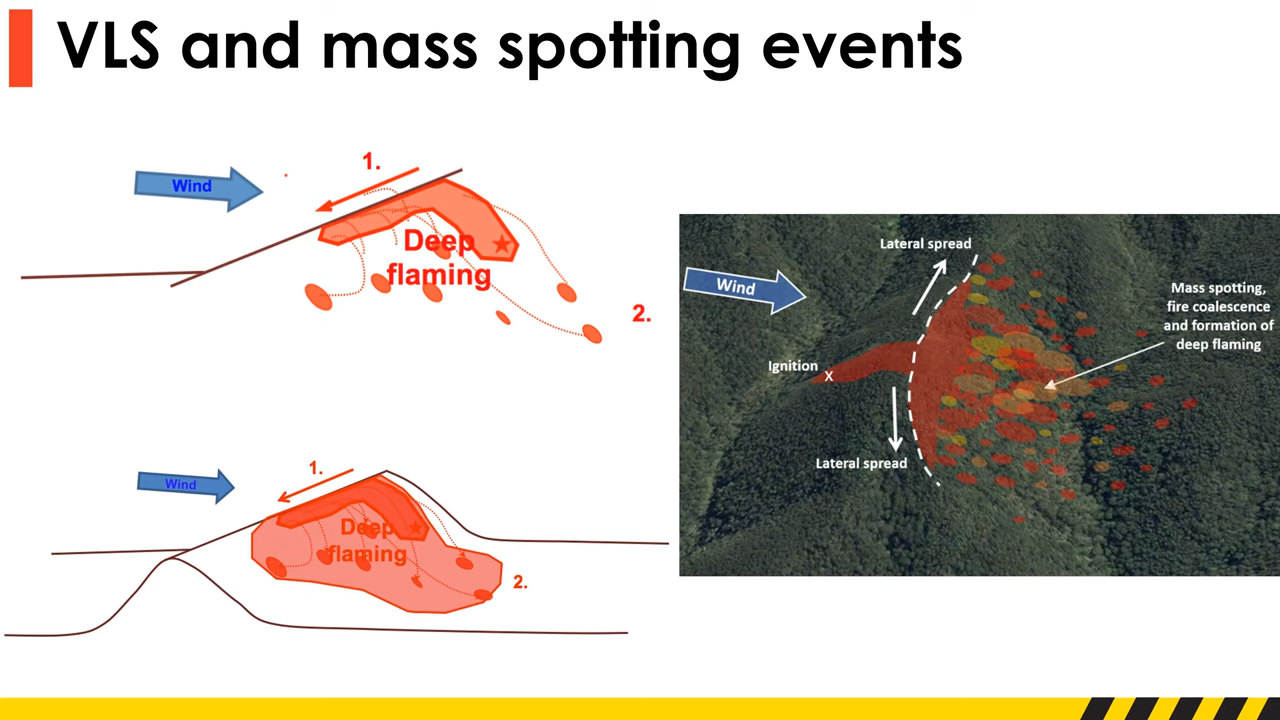 VLS and mass spotting events
Wind
1.
Deep
flaming
2.
Wind
1.
Deep
flaming
2.
Wind
Lateral spread
Ignition
X
Lateral spread
Mass spotting,
fire coalescence
and formation of
deep flaming